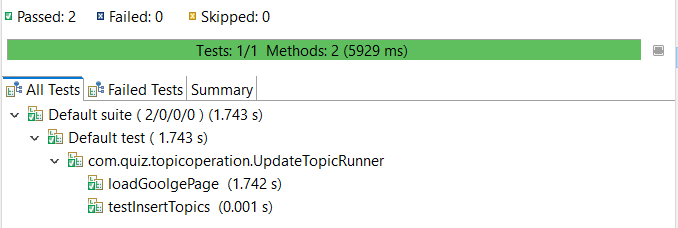 Passed: 2 Failed: 0 Skipped: 0
Tests: 1/1 Methods: 2 (5929 ms)
All Tests Failed Tests Summary
Default suite ( 2/0/0/0 ) (1.743 s)
Default test ( 1.743 s)
com.quiz.topicoperation.UpdateTopicRunner
loadGoolgePage (1.742 s)
testInsertTopics (0.001 s)